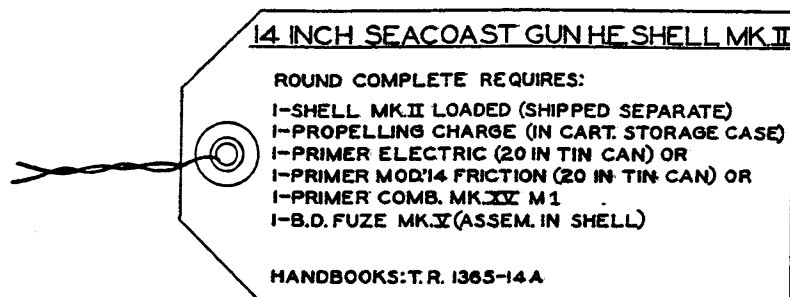 14 INCH SEACOAST GUN HE SHELL MK.II
ROUND COMPLETE REQUIRES:
1-SHELL MK.II LOADED (SHIPPED SEPARATE)
1-PROPELLING CHARGE (IN CART. STORAGE CASE)
1-PRIMER ELECTRIC (20 IN TIN CAN) OR
1-PRIMER MOD.'14 FRICTION (20 IN TIN CAN) OR
1-PRIMER COMB. MK.XV M1
1-B.D. FUZE MK.V (ASSEM. IN SHELL)
HANDBOOKS: T.R. 1365-14A